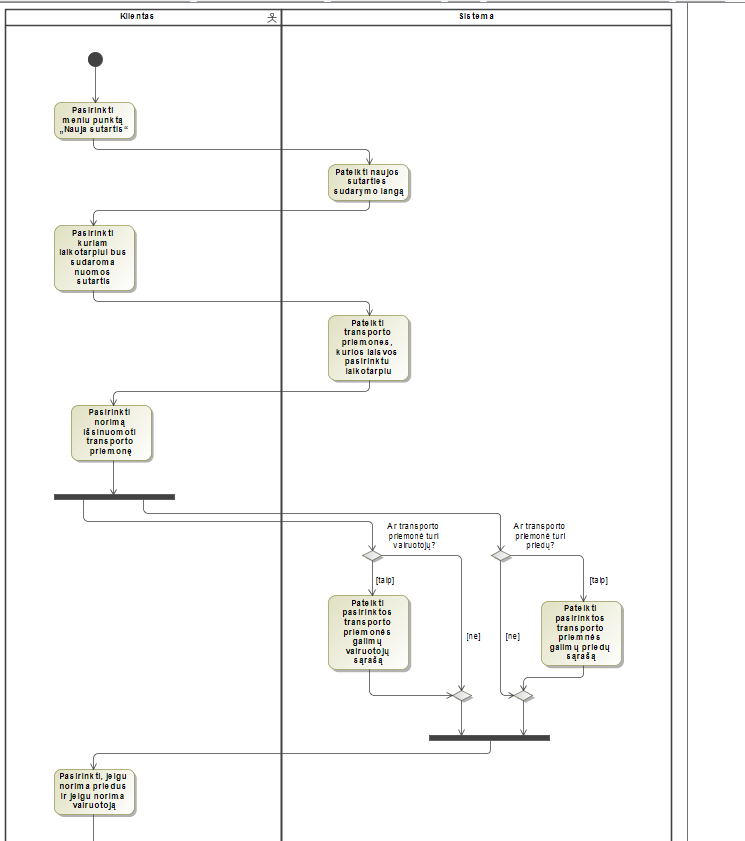 Klientas
Sistema
Pasirinkti
meniu punktą
„Nauja sutartis“
Pateikti naujos
sutarties
sudarymo langą
Pasirinkti
kuriam
laikotarpiui bus
sudaroma
nuomos
sutartis
Pateikti
transporto
priemones,
kurios laisvos
pasirinktu
laikotarpiu
Pasirinkti
norimą
išsinuomoti
transporto
priemonę
Ar transporto
priemonė turi
vairuotojų?
Ar transporto
priemonė turi
priedų?
[taip]
[taip]
Pateikti
pasirinktos
transporto
priemonės
galimų
vairuotojų
sąrašą
[ne]
[ne]
Pateikti
pasirinktos
transporto
priemnės
galimų priedų
sąrašą
Pasirinkti, jeigu
norima priedus
ir jeigu norima
vairuotoją